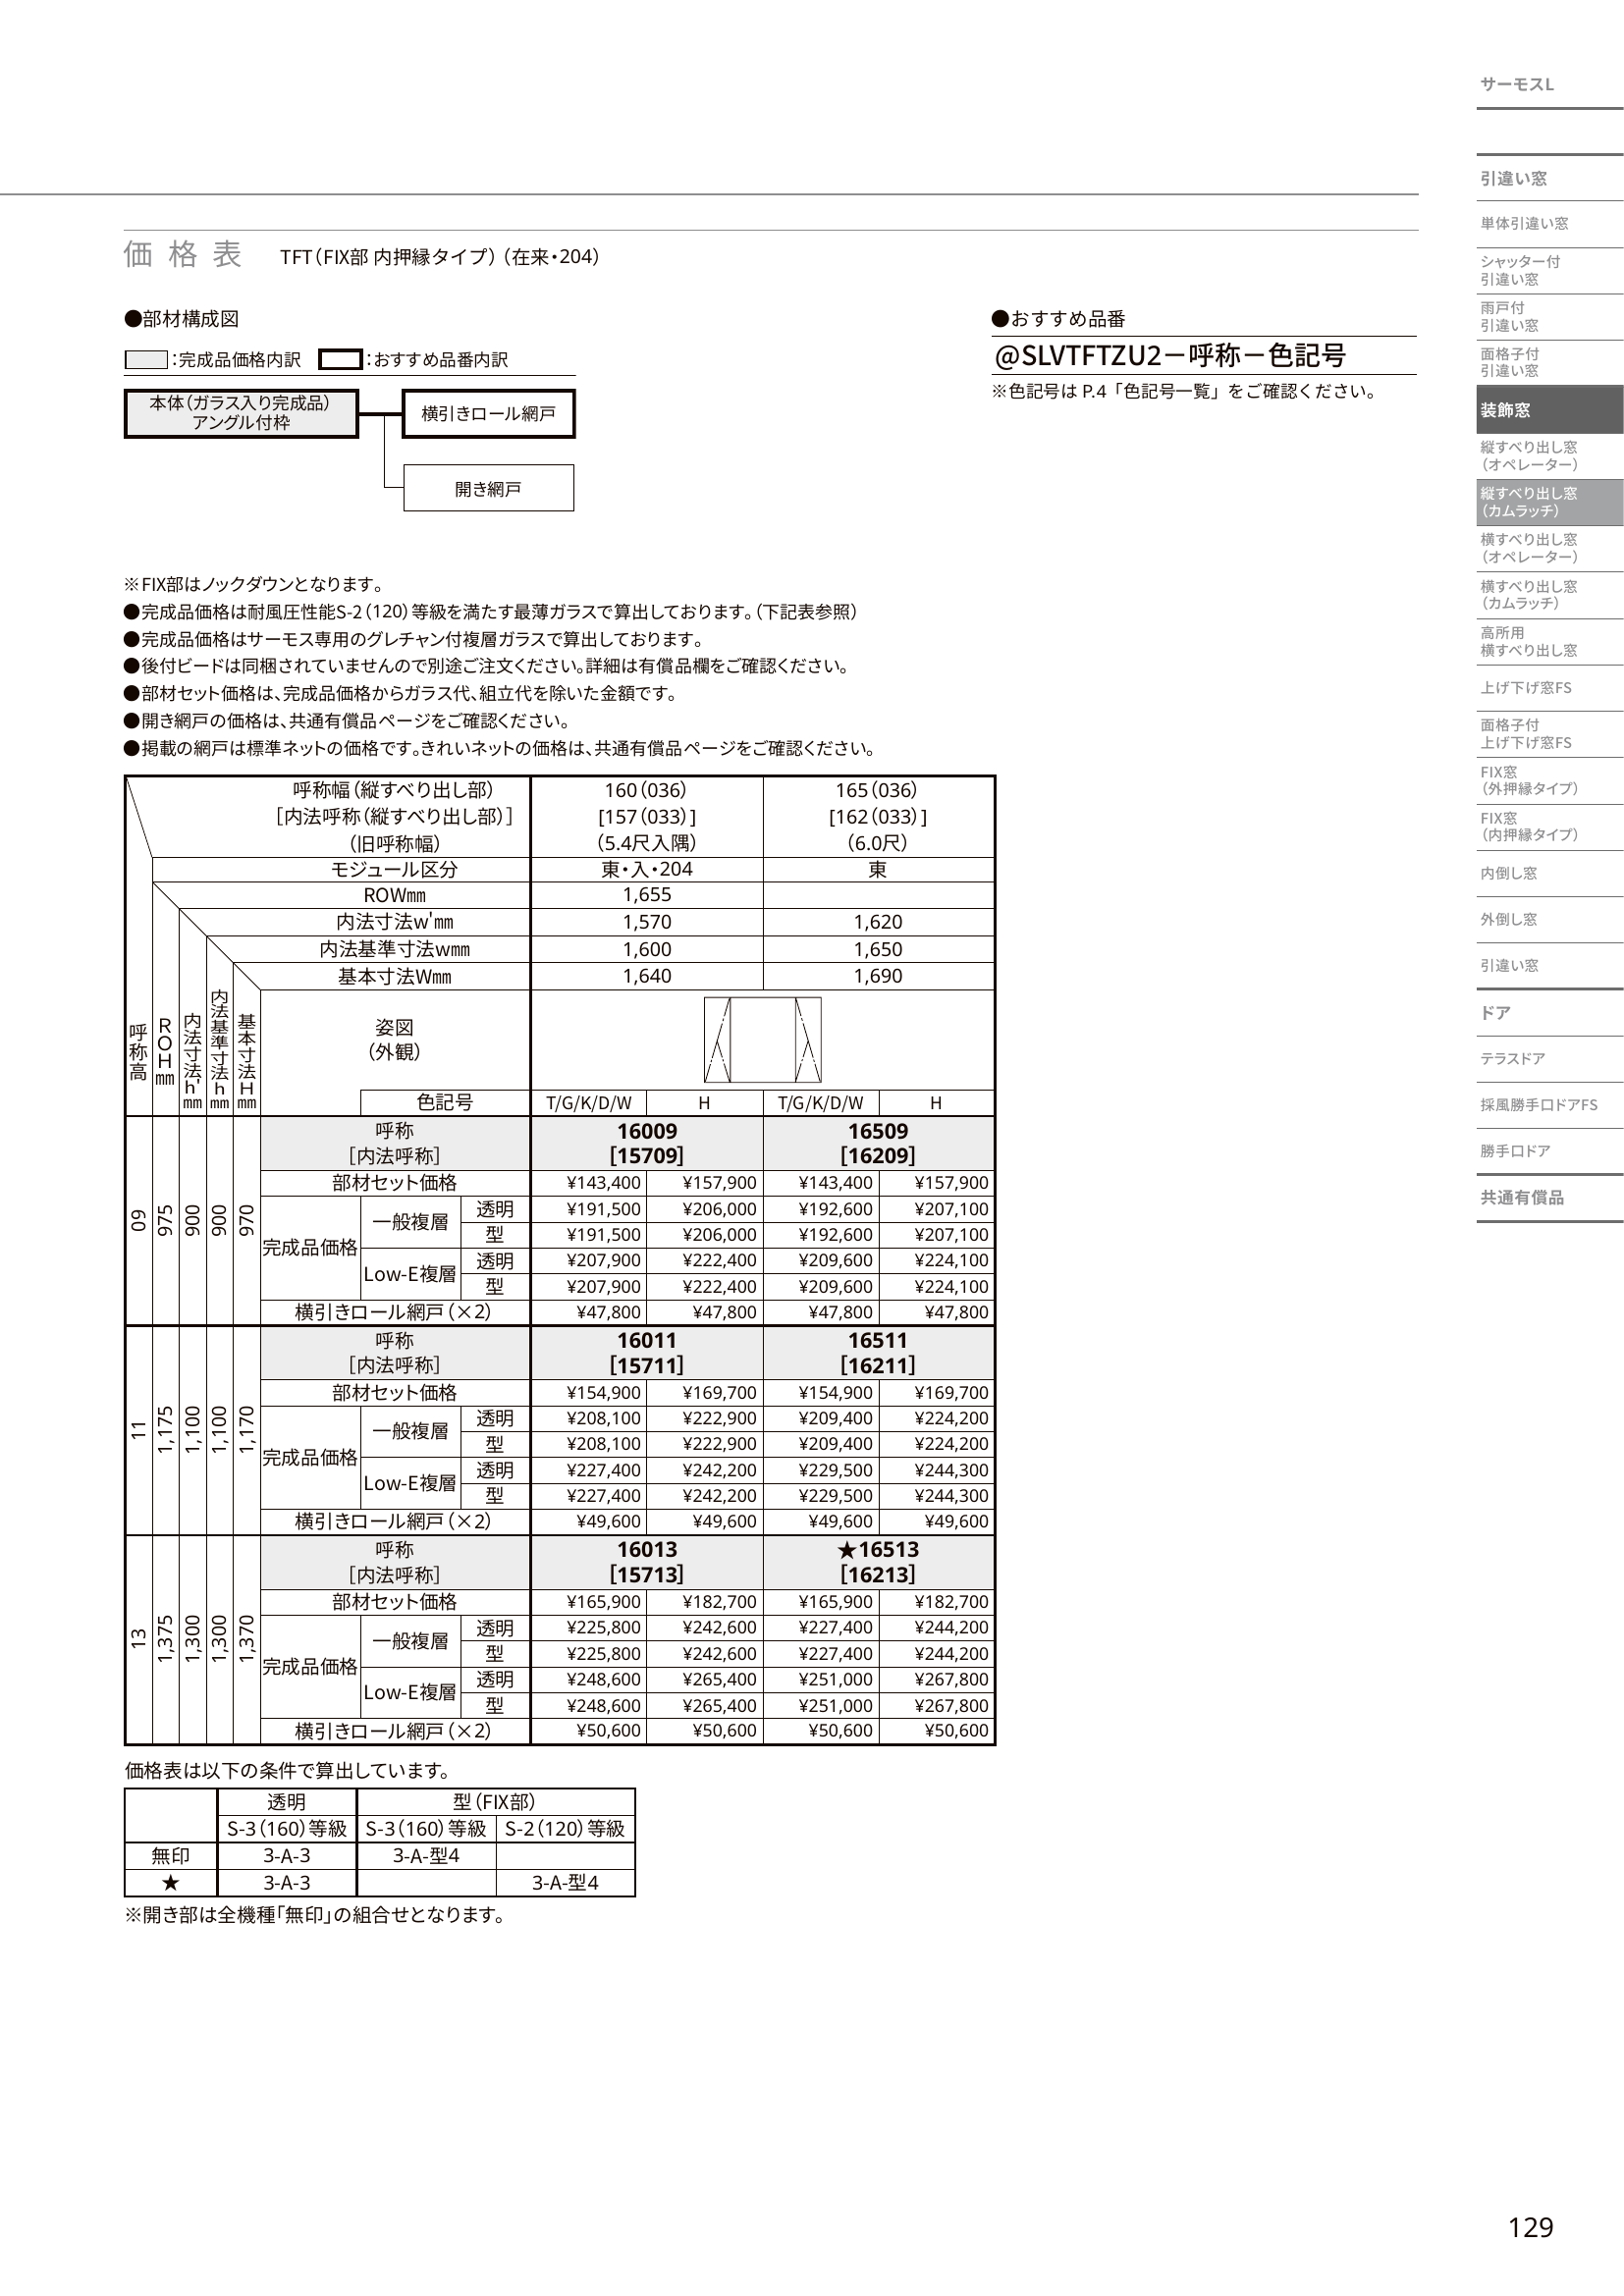 サーモスL
引違い窓
単体引違い窓
シャッター付
引違い窓
雨戸付
引違い窓
面格子付
引違い窓
装飾窓
縦すべり出し窓
（オペレーター）
縦すべり出し窓
（カムラッチ）
横すべり出し窓
（オペレーター）
横すべり出し窓
（カムラッチ）
高所用
横すべり出し窓
上げ下げ窓FS
面格子付
上げ下げ窓FS
FIX窓
（外押縁タイプ）
FIX窓
（内押縁タイプ）
内倒し窓
外倒し窓
引違い窓
ドア
テラスドア
採風勝手口ドアFS
勝手口ドア
共通有償品
価格表 TFT（FIX部 内押縁タイプ）（在来・204）
●部材構成図
：完成品価格内訳 ：おすすめ品番内訳
本体（ガラス入り完成品）
アングル付枠
横引きロール網戸
開き網戸
●おすすめ品番
@SLVTFTZU2－呼称－色記号
※色記号は P.4「色記号一覧」をご確認ください。
※FIX部はノックダウンとなります。
●完成品価格は耐風圧性能S-2（120）等級を満たす最薄ガラスで算出しております。（下記表参照）
●完成品価格はサーモス専用のグレチャン付複層ガラスで算出しております。
●後付ビードは同梱されていませんので別途ご注文ください。詳細は有償品欄をご確認ください。
●部材セット価格は、完成品価格からガラス代、組立代を除いた金額です。
●開き網戸の価格は、共通有償品ページをご確認ください。
●掲載の網戸は標準ネットの価格です。きれいネットの価格は、共通有償品ページをご確認ください。
呼称幅（縦すべり出し部） 160（036） 165（036）
［内法呼称（縦すべり出し部）］ [157（033）] [162（033）]
（旧呼称幅） （5.4尺入隅） （6.0尺）
モジュール区分 東・入・204 東
ROW㎜ 1,655
内法寸法w'㎜ 1,570 1,620
内法基準寸法w㎜ 1,600 1,650
基本寸法W㎜ 1,640 1,690
呼称高 ROH㎜ 内法寸法h'㎜ 内法基準寸法h㎜ 基本寸法H㎜
姿図
（外観）
色記号 T/G/K/D/W H T/G/K/D/W H
09 975 900 900 970
呼称 16009 16509
［内法呼称］ [15709] [16209]
部材セット価格 ¥143,400 ¥157,900 ¥143,400 ¥157,900
完成品価格 一般複層 透明 ¥191,500 ¥206,000 ¥192,600 ¥207,100
型 ¥191,500 ¥206,000 ¥192,600 ¥207,100
Low-E複層 透明 ¥207,900 ¥222,400 ¥209,600 ¥224,100
型 ¥207,900 ¥222,400 ¥209,600 ¥224,100
横引きロール網戸（×2） ¥47,800 ¥47,800 ¥47,800 ¥47,800
11 1,175 1,100 1,100 1,170
呼称 16011 16511
［内法呼称］ [15711] [16211]
部材セット価格 ¥154,900 ¥169,700 ¥154,900 ¥169,700
完成品価格 一般複層 透明 ¥208,100 ¥222,900 ¥209,400 ¥224,200
型 ¥208,100 ¥222,900 ¥209,400 ¥224,200
Low-E複層 透明 ¥227,400 ¥242,200 ¥229,500 ¥244,300
型 ¥227,400 ¥242,200 ¥229,500 ¥244,300
横引きロール網戸（×2） ¥49,600 ¥49,600 ¥49,600 ¥49,600
13 1,375 1,300 1,300 1,370
呼称 16013 ★16513
［内法呼称］ [15713] [16213]
部材セット価格 ¥165,900 ¥182,700 ¥165,900 ¥182,700
完成品価格 一般複層 透明 ¥225,800 ¥242,600 ¥227,400 ¥244,200
型 ¥225,800 ¥242,600 ¥227,400 ¥244,200
Low-E複層 透明 ¥248,600 ¥265,400 ¥251,000 ¥267,800
型 ¥248,600 ¥265,400 ¥251,000 ¥267,800
横引きロール網戸（×2） ¥50,600 ¥50,600 ¥50,600 ¥50,600
価格表は以下の条件で算出しています。
透明 型（FIX部）
S-3（160）等級 S-3（160）等級 S-2（120）等級
無印 3-A-3 3-A-型4
★ 3-A-3 3-A-型4
※開き部は全機種「無印」の組合せとなります。
129